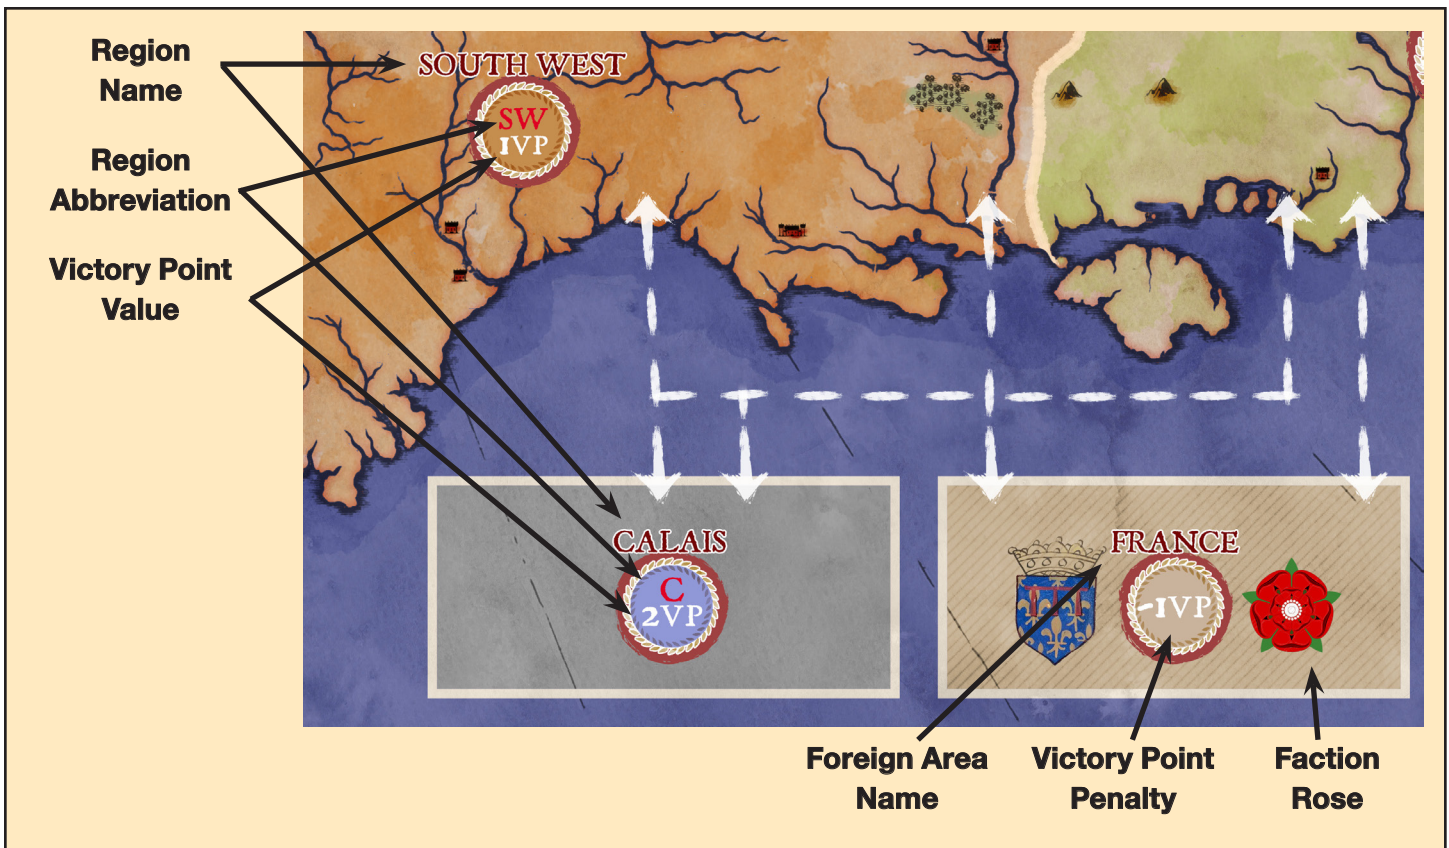 Region
Name
Region
Abbreviation
Victory Point
Value
SOUTH WEST
SW
1VP
CALAIS
C
2VP
FRANCE
-1VP
Foreign Area
Name
Victory Point
Penalty
Faction
Rose